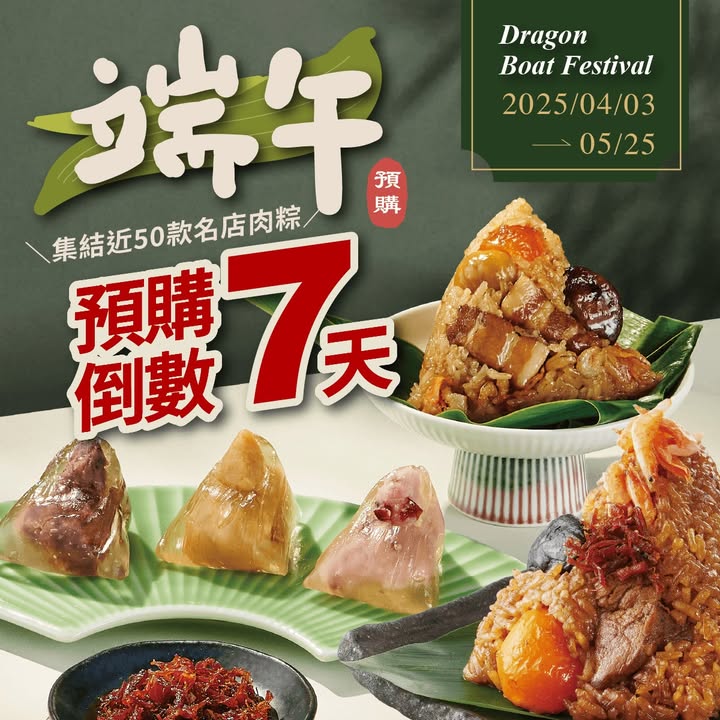 端午
預購
集結近50款名店肉粽
預購
倒數
7天
Dragon
Boat Festival
2025/04/03
→05/25